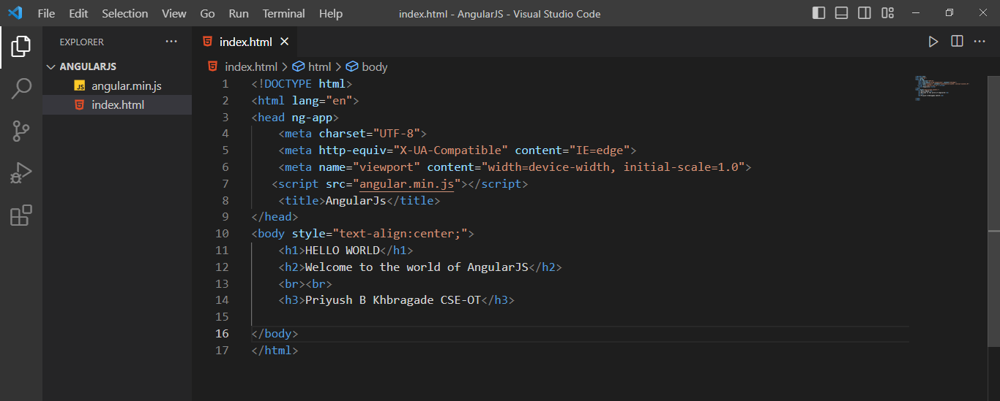 File Edit Selection View Go Run Terminal Help index.html - AngularJS - Visual Studio Code
EXPLORER ··· index.html
index.html > html > body
ANGULARJS
JS angular.min.js
index.html
1 <!DOCTYPE html>
2 <html lang="en">
3 <head ng-app>
4 <meta charset="UTF-8">
5 <meta http-equiv="X-UA-Compatible" content="IE=edge">
6 <meta name="viewport" content="width=device-width, initial-scale=1.0">
7 <script src="angular.min.js"></script>
8 <title>AngularJs</title>
9 </head>
10 <body style="text-align:center;">
11 <h1>HELLO WORLD</h1>
12 <h2>Welcome to the world of AngularJS</h2>
13 <br><br>
14 <h3>Priyush B Khbragade CSE-OT</h3>
15
16 </body>
17 </html>